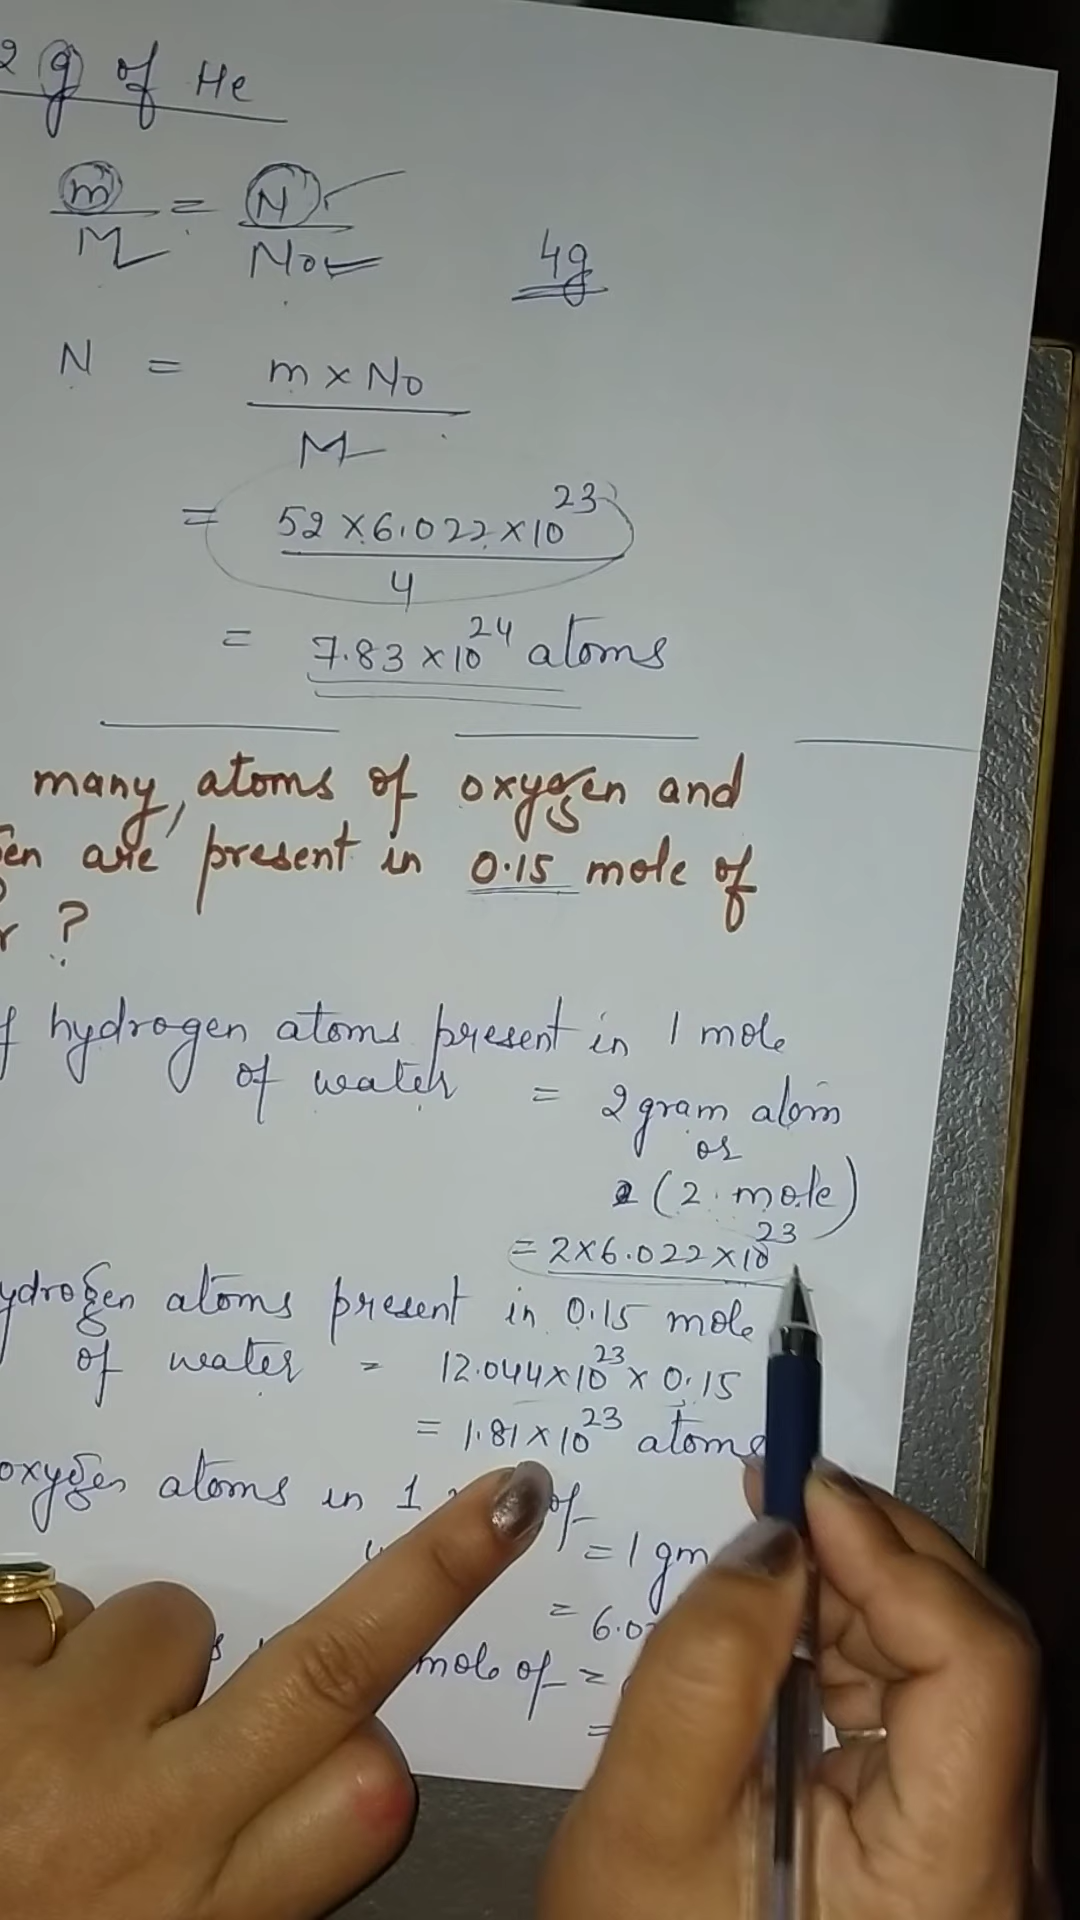 2 g of He
m = N
M No
4g
N = m × No
M
= 52 × 6.022 × 10^23
4
= 7.83 × 10^24 atoms
many atoms of oxygen and
en are present in 0.15 mole of
r ?
f hydrogen atoms present in 1 mole
of water = 2 gram atom
or
(2 mole)
= 2×6.022×10^23
ydrogen atoms present in 0.15 mole
of water = 12.044×10^23 × 0.15
= 1.81 × 10^23 atoms
oxygen atoms in 1 of
= 1 gm
= 6.0
mole of =
=